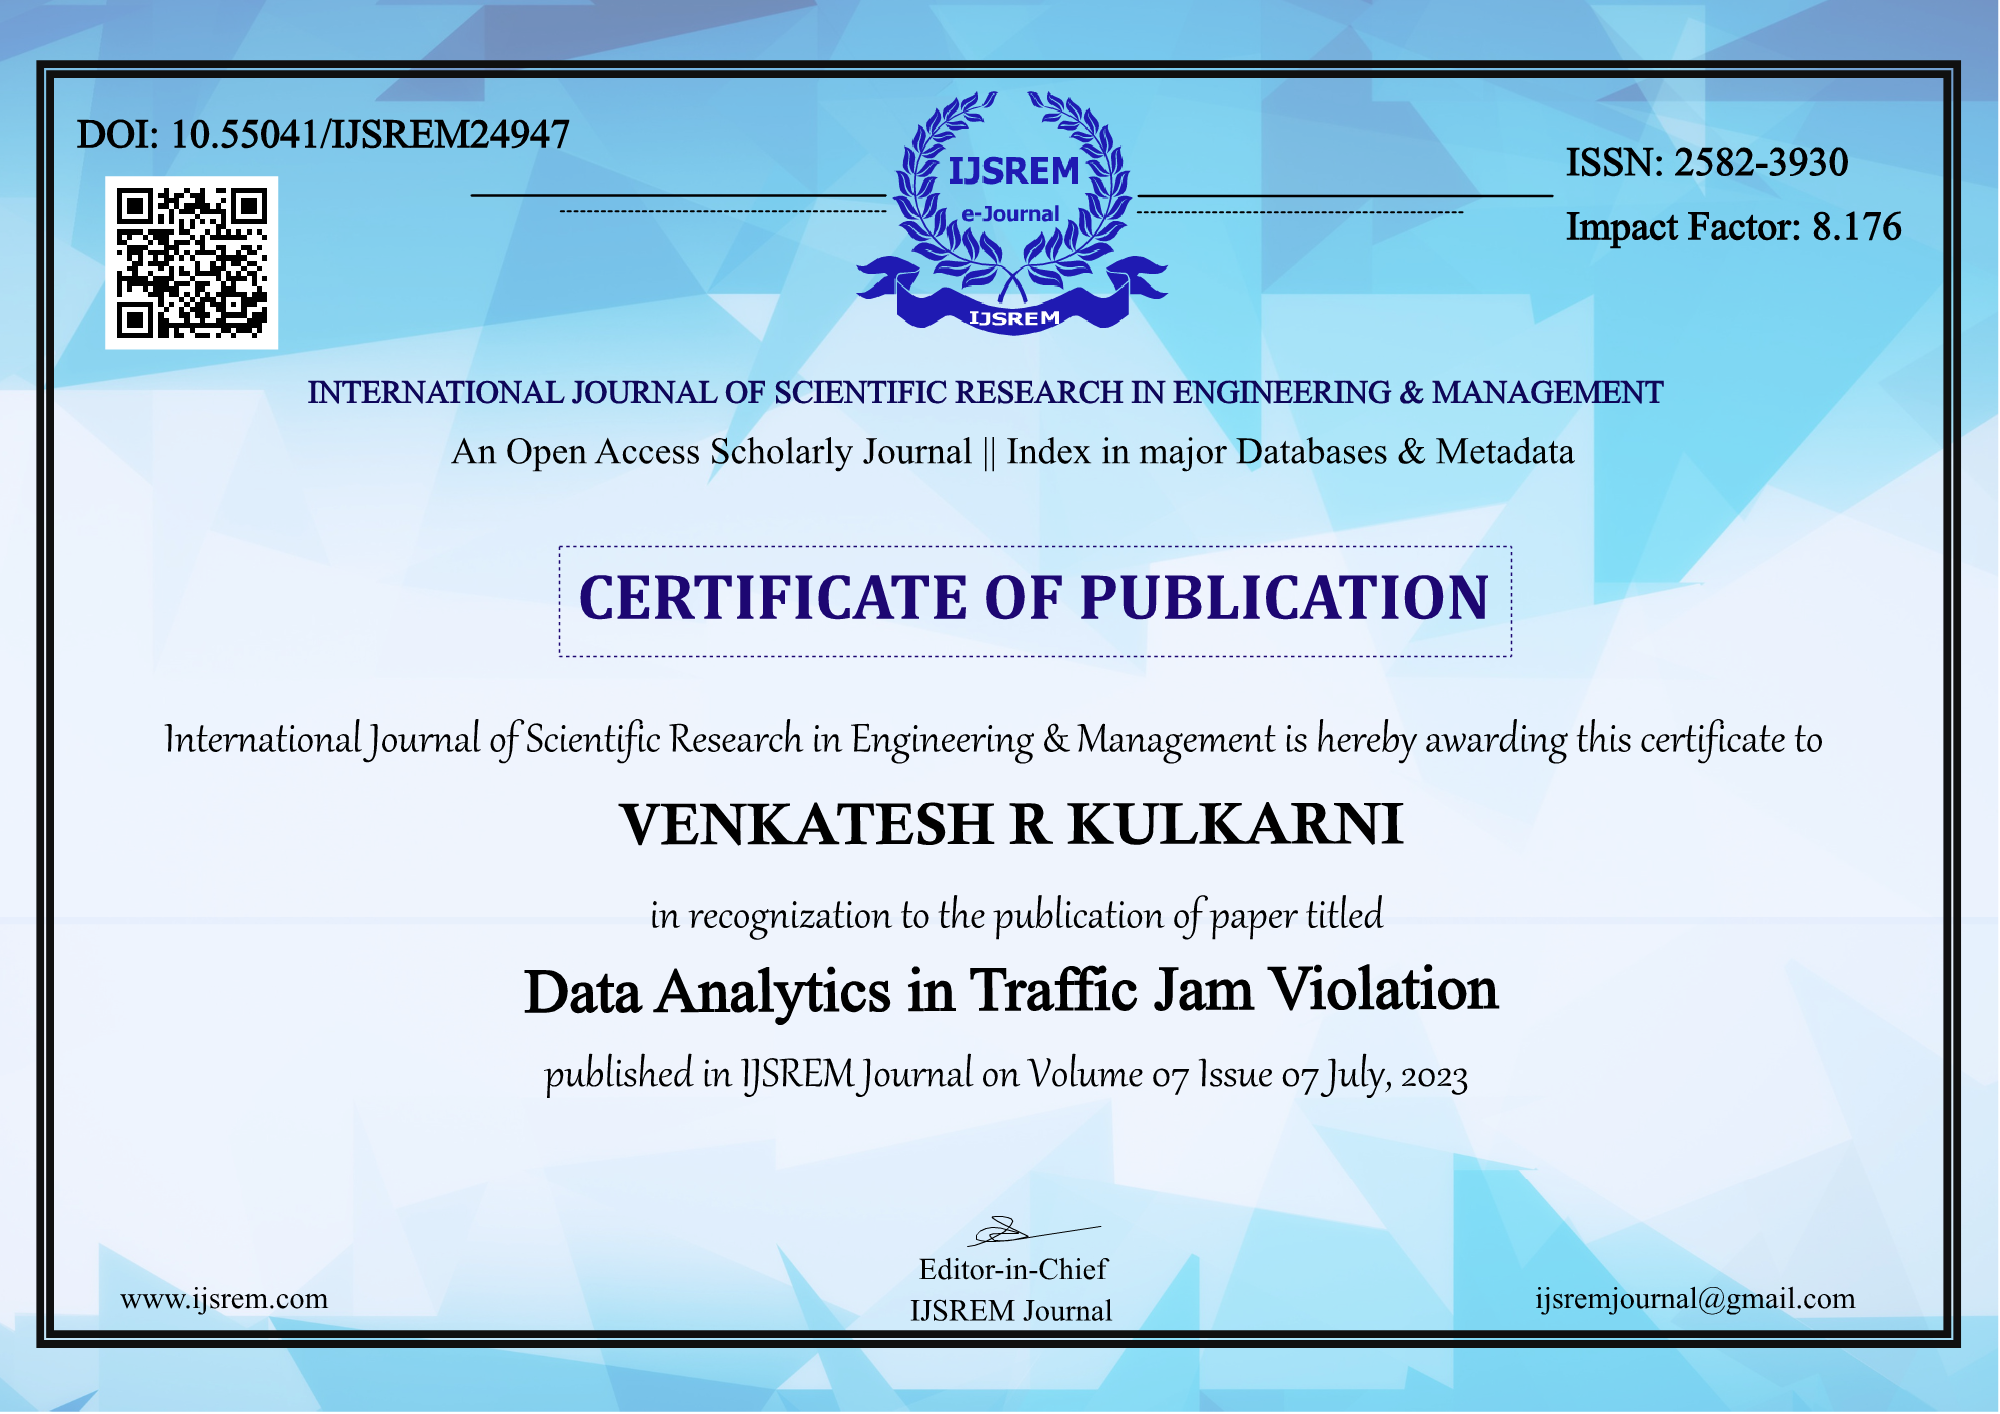 DOI: 10.55041/IJSREM24947
ISSN: 2582-3930
Impact Factor: 8.176
IJSREM
e-Journal
IJSREM
INTERNATIONAL JOURNAL OF SCIENTIFIC RESEARCH IN ENGINEERING & MANAGEMENT
An Open Access Scholarly Journal || Index in major Databases & Metadata
CERTIFICATE OF PUBLICATION
International Journal of Scientific Research in Engineering & Management is hereby awarding this certificate to
VENKATESH R KULKARNI
in recognization to the publication of paper titled
Data Analytics in Traffic Jam Violation
published in IJSREM Journal on Volume 07 Issue 07 July, 2023
Editor-in-Chief
IJSREM Journal
www.ijsrem.com
ijsremjournal@gmail.com